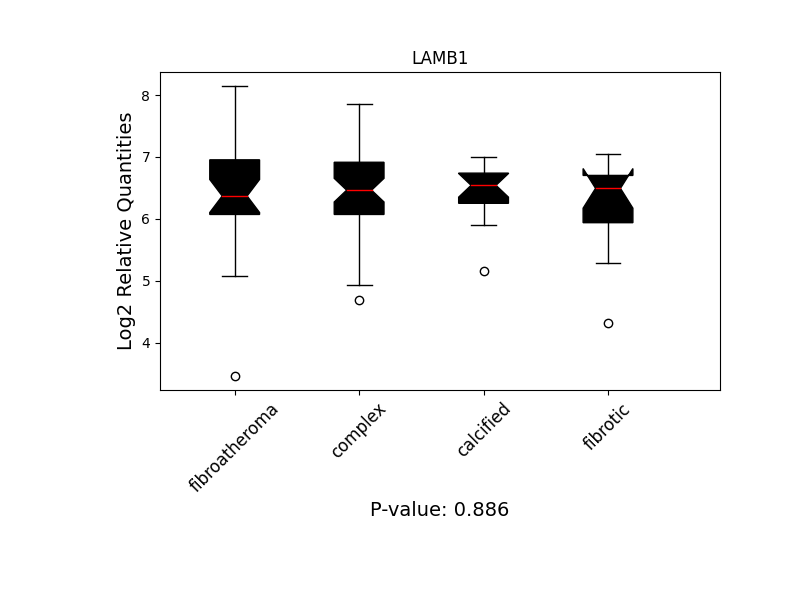 LAMB1
Log2 Relative Quantities
8
7
6
5
4
fibroatheroma
complex
calcified
fibrotic
P-value: 0.886